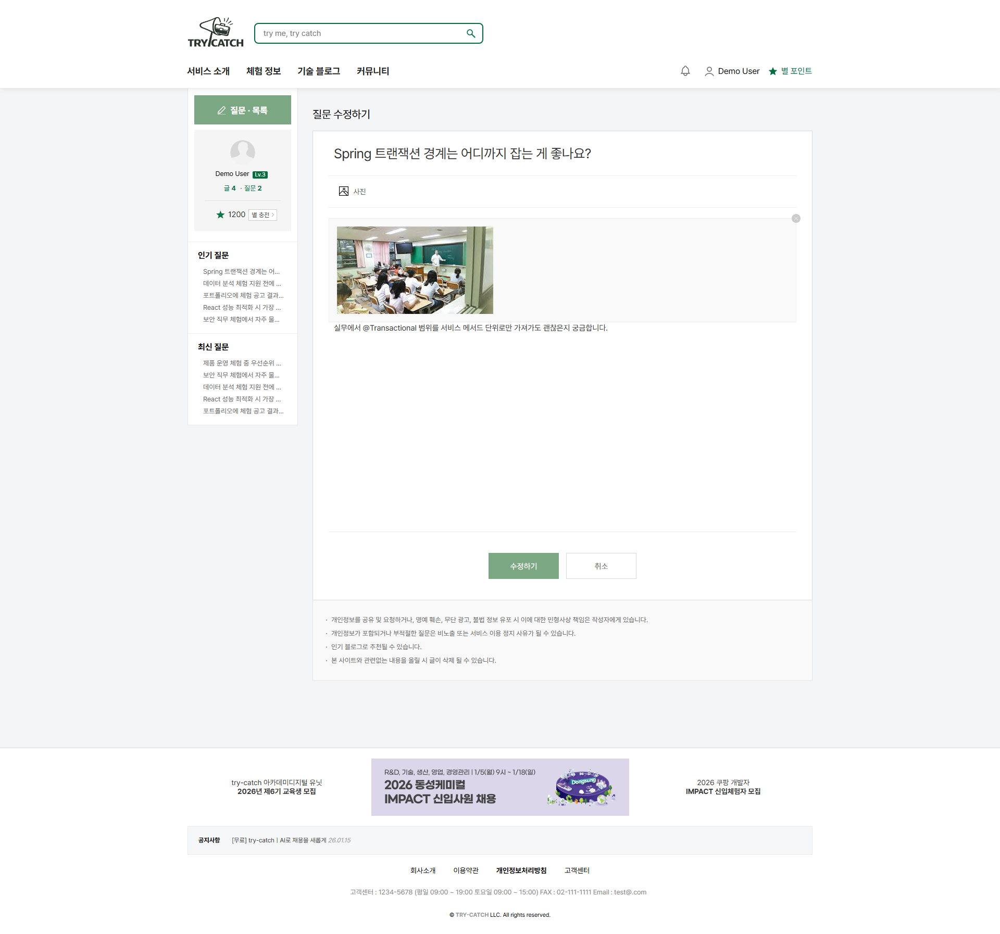 TRY CATCH
try me, try catch
서비스 소개
체험 정보
기술 블로그
커뮤니티
Demo User
별 포인트
질문 · 목록
Demo User Lv.3
글 4 · 질문 2
1200 별 충전
인기 질문
Spring 트랜잭션 경계는 어...
데이터 분석 체험 지원 전에 ...
포트폴리오에 체험 공고 결과...
React 성능 최적화 시 가장 ...
보안 직무 체험에서 자주 물...
최신 질문
제품 운영 체험 중 우선순위 ...
보안 직무 체험에서 자주 물...
데이터 분석 체험 지원 전에 ...
React 성능 최적화 시 가장 ...
포트폴리오에 체험 공고 결과...
질문 수정하기
Spring 트랜잭션 경계는 어디까지 잡는 게 좋나요?
사진
실무에서 @Transactional 범위를 서비스 메서드 단위로만 가져가도 괜찮은지 궁금합니다.
수정하기
취소
· 개인정보를 공유 및 요청하거나, 명예 훼손, 무단 광고, 불법 정보 유포 시 이에 대한 민형사상 책임은 작성자에게 있습니다.
· 개인정보가 포함되거나 부적절한 질문은 비노출 또는 서비스 이용 정지 사유가 될 수 있습니다.
· 인기 블로그로 추천될 수 있습니다.
· 본 사이트와 관련없는 내용을 올릴 시 글이 삭제 될 수 있습니다.
try-catch 아카데미디지털 유닛
2026년 제6기 교육생 모집
R&D, 기술, 생산, 영업, 경영관리 | 1/5(월) 9시 ~ 1/18(일)
2026 동성케미컬
IMPACT 신입사원 채용
Dongsung
2026 쿠팡 개발자
IMPACT 신입체험자 모집
공지사항 [무료] try-catch | AI로 채용을 새롭게 26.01.15
회사소개
이용약관
개인정보처리방침
고객센터
고객센터 : 1234-5678 (평일 09:00 ~ 19:00 토요일 09:00 ~ 15:00) FAX : 02-111-1111 Email : test@.com
© TRY-CATCH LLC. All rights reserved.